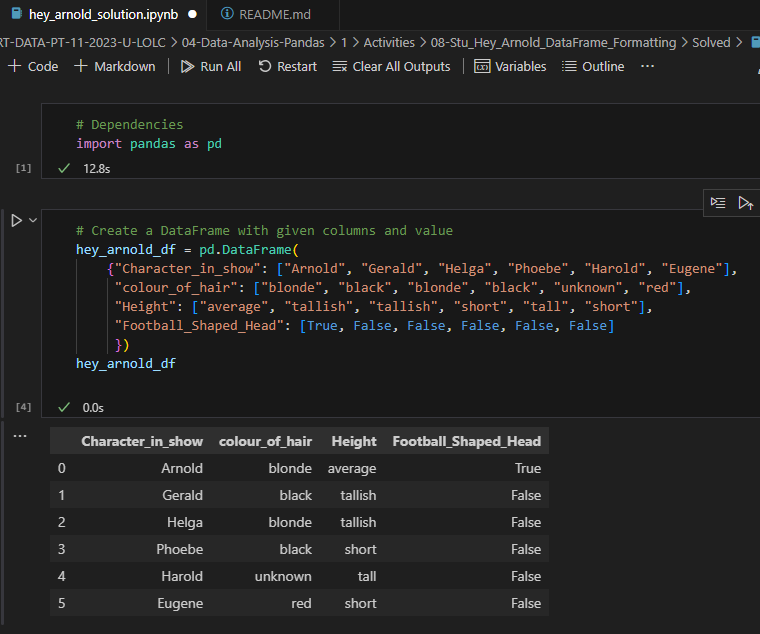 hey_arnold_solution.ipynb ● README.md
RT-DATA-PT-11-2023-U-LOLC > 04-Data-Analysis-Pandas > 1 > Activities > 08-Stu_Hey_Arnold_DataFrame_Formatting > Solved >
+ Code + Markdown | Run All Restart Clear All Outputs | Variables Outline ...
# Dependencies
import pandas as pd
[1] ✓ 12.8s
# Create a DataFrame with given columns and value
hey_arnold_df = pd.DataFrame(
{"Character_in_show": ["Arnold", "Gerald", "Helga", "Phoebe", "Harold", "Eugene"],
"colour_of_hair": ["blonde", "black", "blonde", "black", "unknown", "red"],
"Height": ["average", "tallish", "tallish", "short", "tall", "short"],
"Football_Shaped_Head": [True, False, False, False, False, False]
})
hey_arnold_df
[4] ✓ 0.0s
...
Character_in_show colour_of_hair Height Football_Shaped_Head
0 Arnold blonde average True
1 Gerald black tallish False
2 Helga blonde tallish False
3 Phoebe black short False
4 Harold unknown tall False
5 Eugene red short False